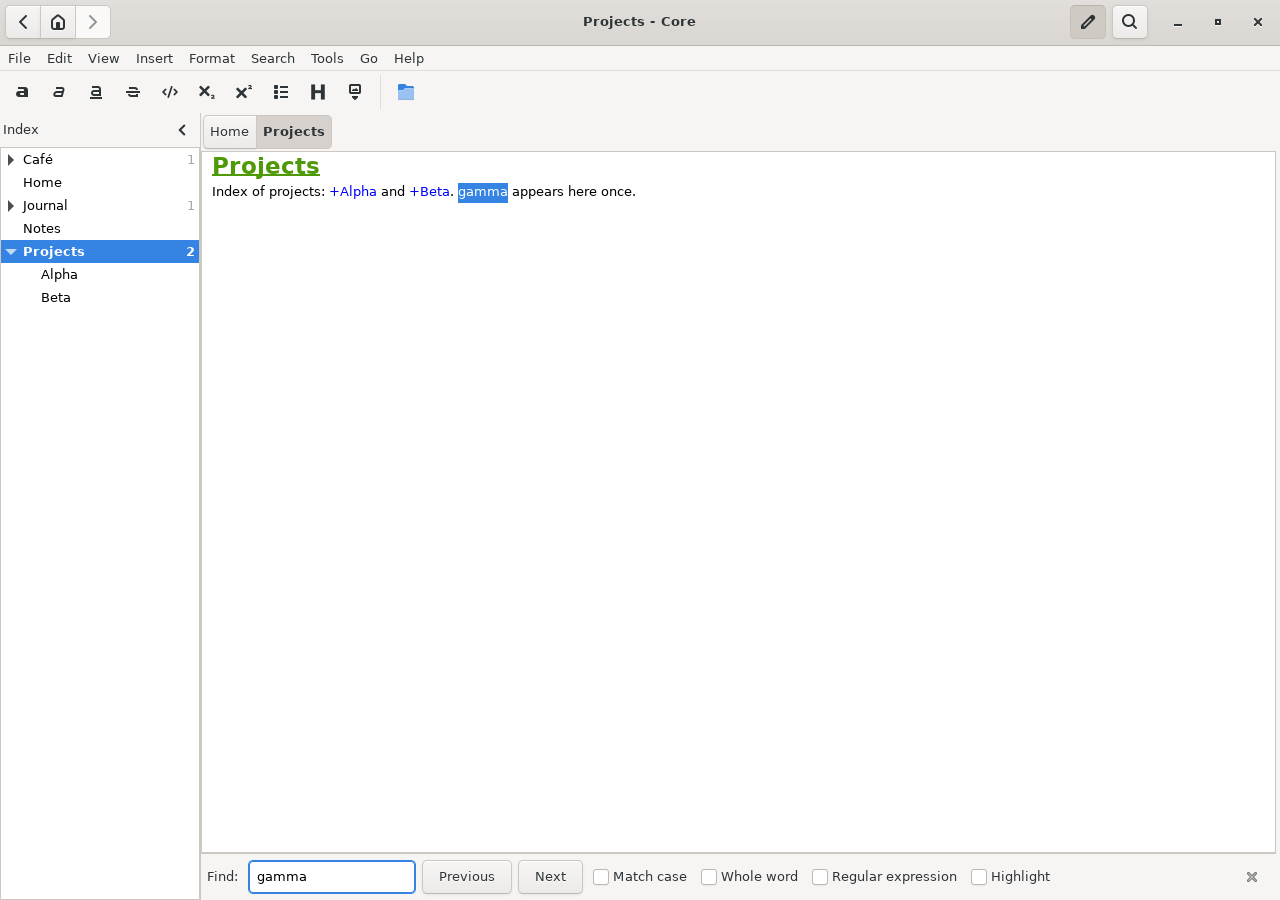 Projects - Core
File Edit View Insert Format Search Tools Go Help
Index
Home Projects
Café 1
Home
Journal 1
Notes
Projects 2
Alpha
Beta
Projects
Index of projects: +Alpha and +Beta. gamma appears here once.
Find: gamma Previous Next Match case Whole word Regular expression Highlight